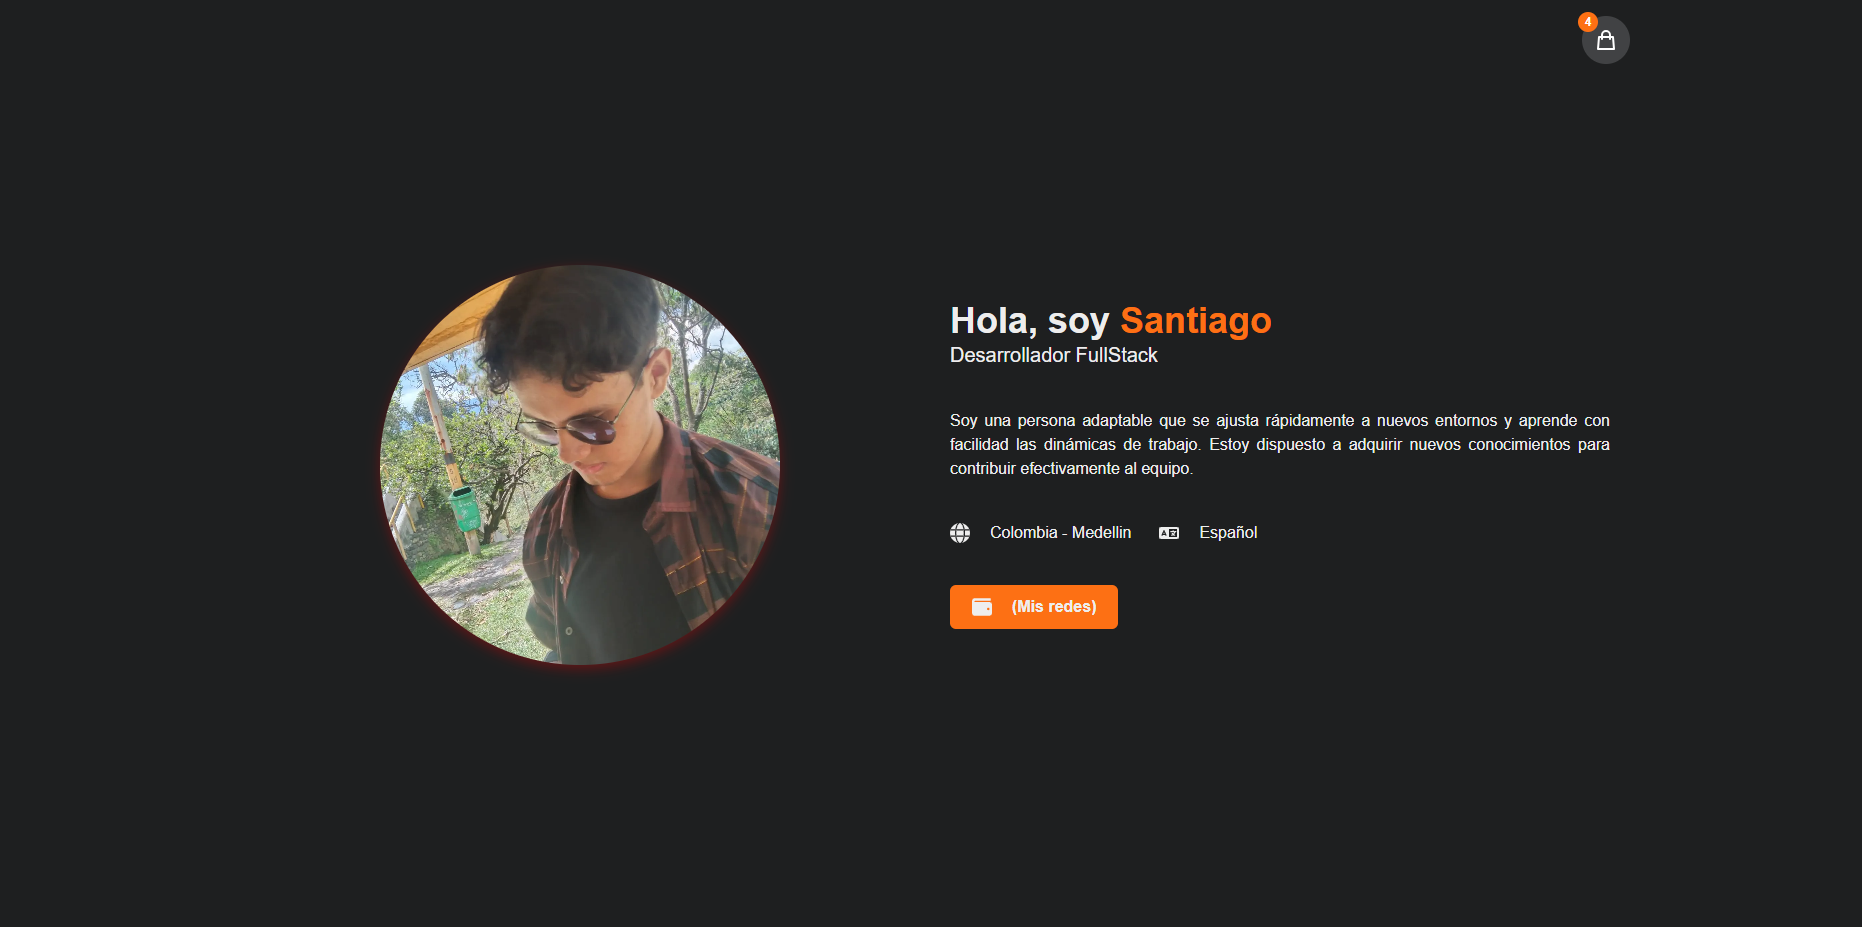 4
Hola, soy Santiago
Desarrollador FullStack
Soy una persona adaptable que se ajusta rápidamente a nuevos entornos y aprende con
facilidad las dinámicas de trabajo. Estoy dispuesto a adquirir nuevos conocimientos para
contribuir efectivamente al equipo.
Colombia - Medellin Español
(Mis redes)